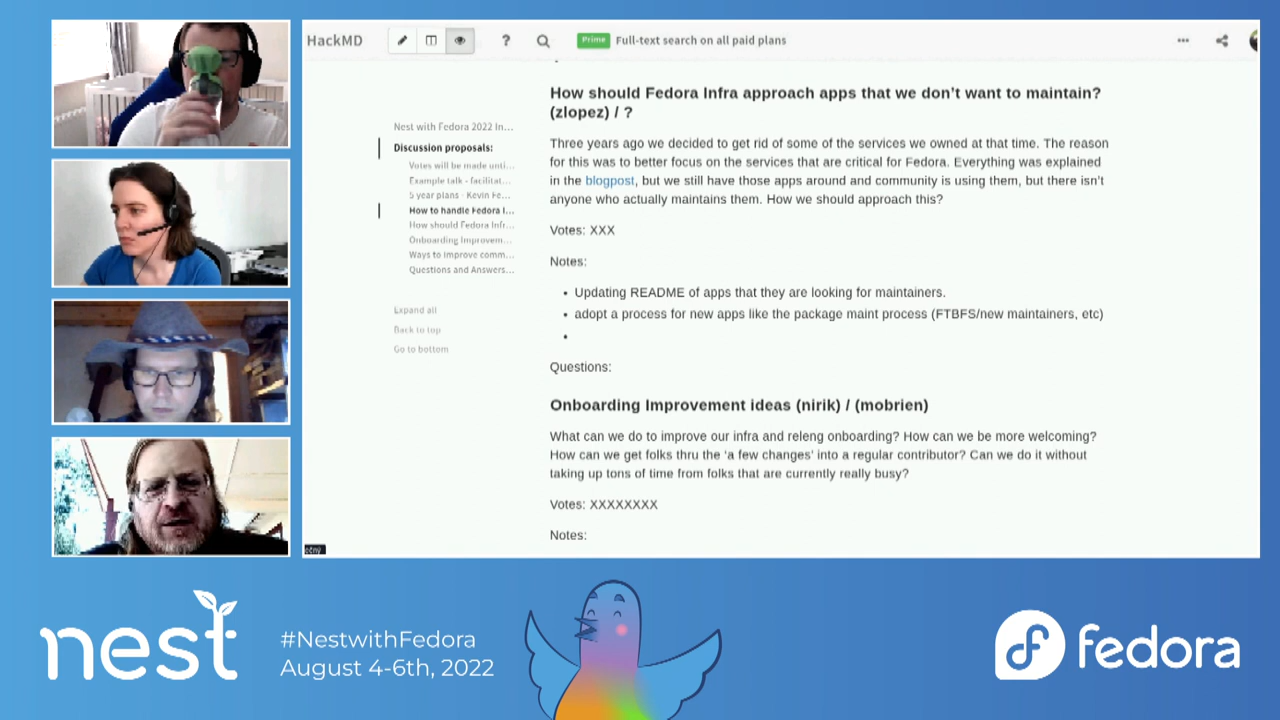 HackMD
Prime Full-text search on all paid plans
Nest with Fedora 2022 In...
Discussion proposals:
Votes will be made unti...
Example talk - facilitat...
5 year plans - Kevin Fe...
How to handle Fedora I...
How should Fedora Infr...
Onboarding Improvem...
Ways to improve comm...
Questions and Answers...
Expand all
Back to top
Go to bottom
How should Fedora Infra approach apps that we don't want to maintain?
(zlopez) / ?
Three years ago we decided to get rid of some of the services we owned at that time. The reason
for this was to better focus on the services that are critical for Fedora. Everything was explained
in the blogpost, but we still have those apps around and community is using them, but there isn't
anyone who actually maintains them. How we should approach this?
Votes: XXX
Notes:
• Updating README of apps that they are looking for maintainers.
• adopt a process for new apps like the package maint process (FTBFS/new maintainers, etc)
•
Questions:
Onboarding Improvement ideas (nirik) / (mobrien)
What can we do to improve our infra and releng onboarding? How can we be more welcoming?
How can we get folks thru the 'a few changes' into a regular contributor? Can we do it without
taking up tons of time from folks that are currently really busy?
Votes: XXXXXXXX
Notes:
nest
#NestwithFedora
August 4-6th, 2022
fedora